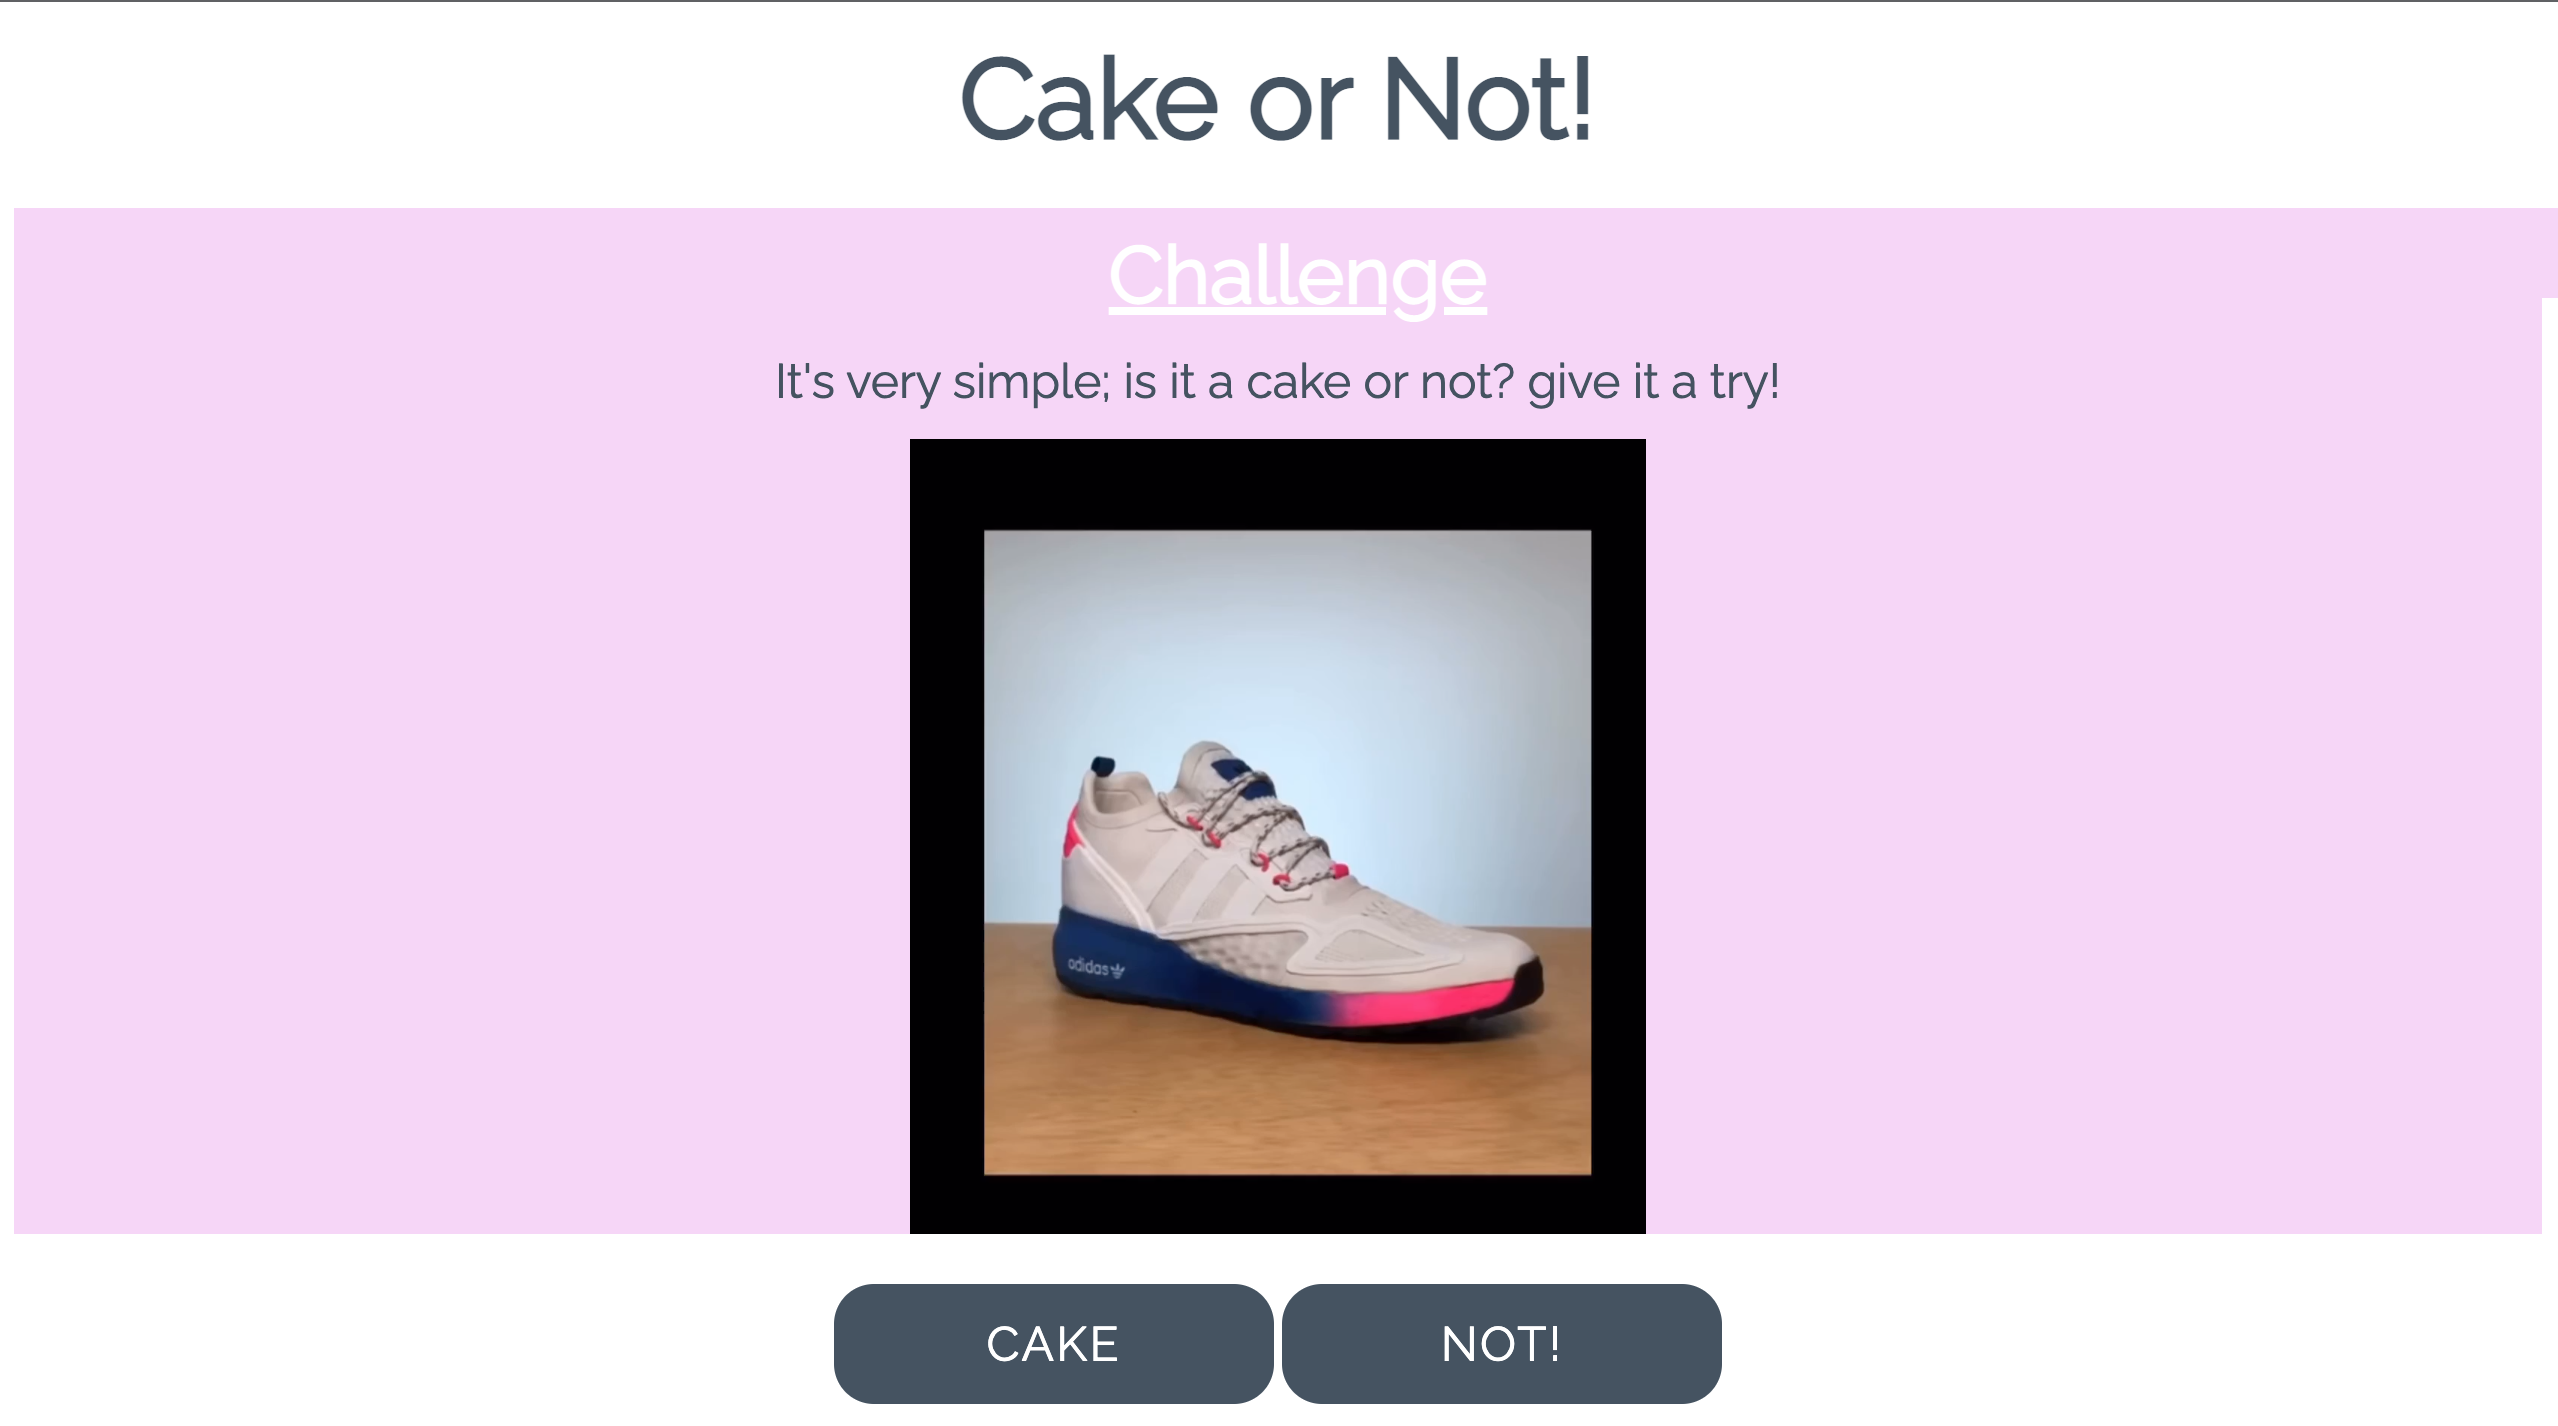 Cake or Not!
Challenge
It's very simple; is it a cake or not? give it a try!
adidas
CAKE
NOT!